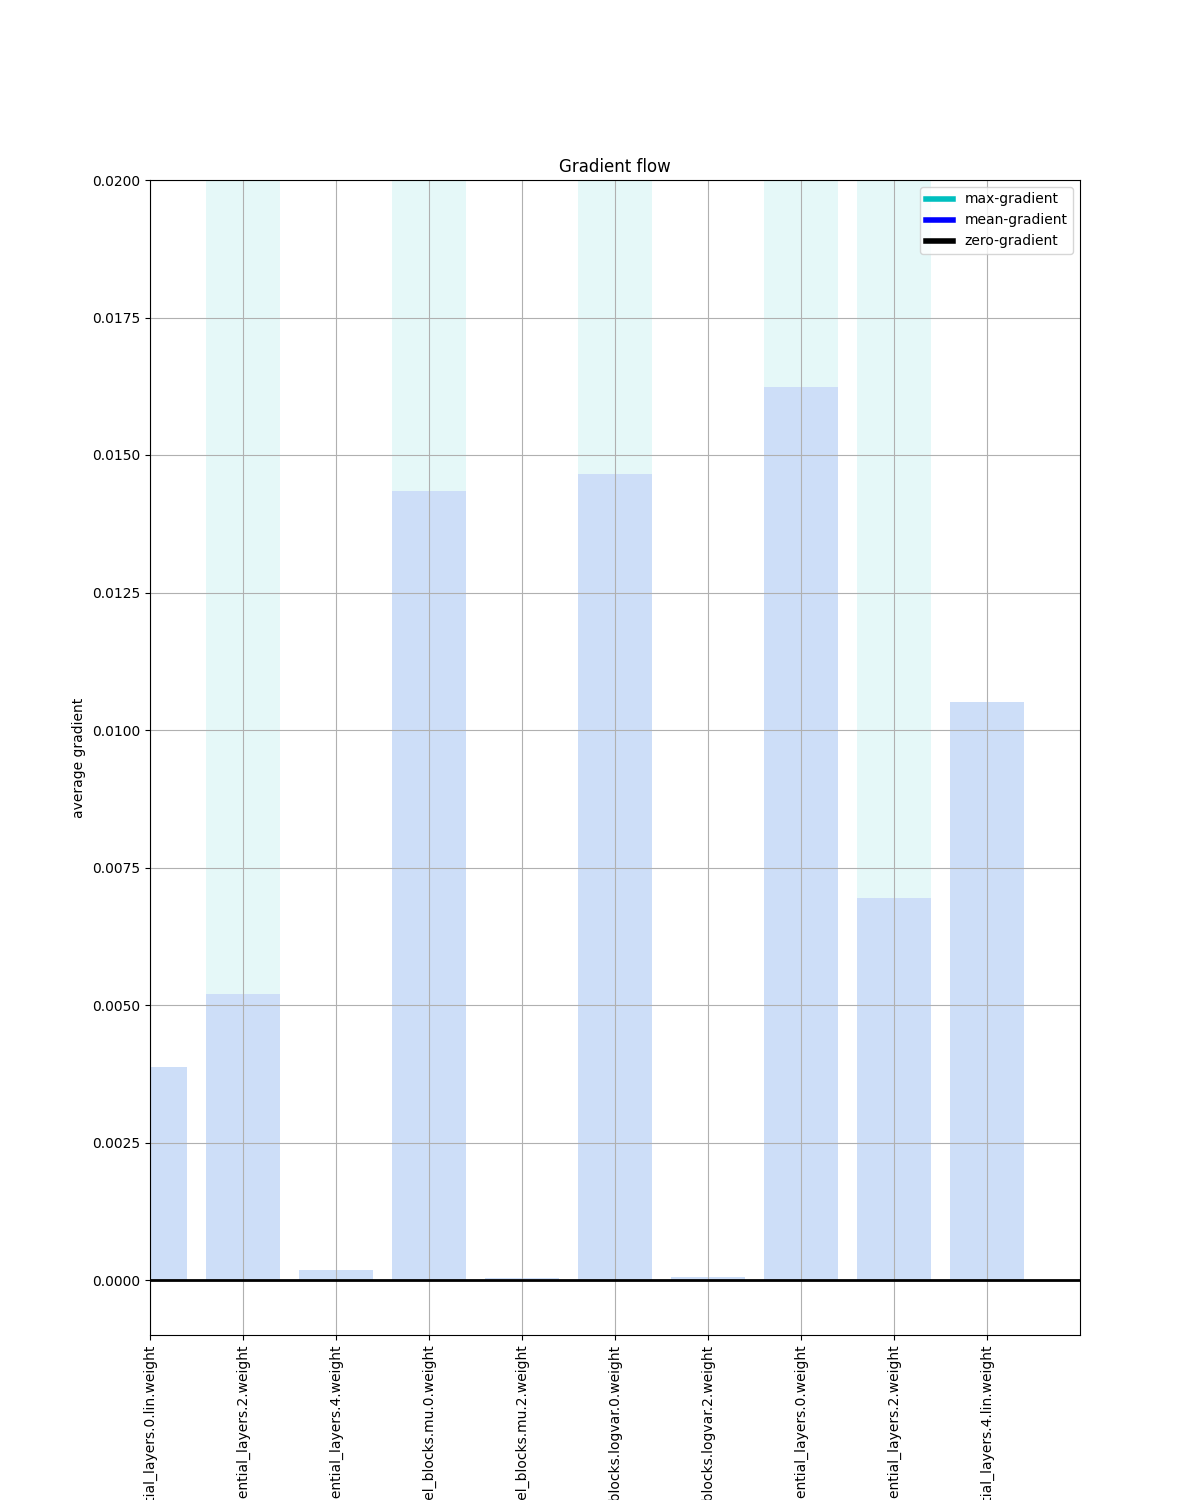 Gradient flow
max-gradient
mean-gradient
zero-gradient
0.0200
0.0175
0.0150
0.0125
0.0100
0.0075
0.0050
0.0025
0.0000
average gradient
tial_layers.0.lin.weight
ential_layers.2.weight
ential_layers.4.weight
el_blocks.mu.0.weight
el_blocks.mu.2.weight
blocks.logvar.0.weight
blocks.logvar.2.weight
ential_layers.0.weight
ential_layers.2.weight
tial_layers.4.lin.weight